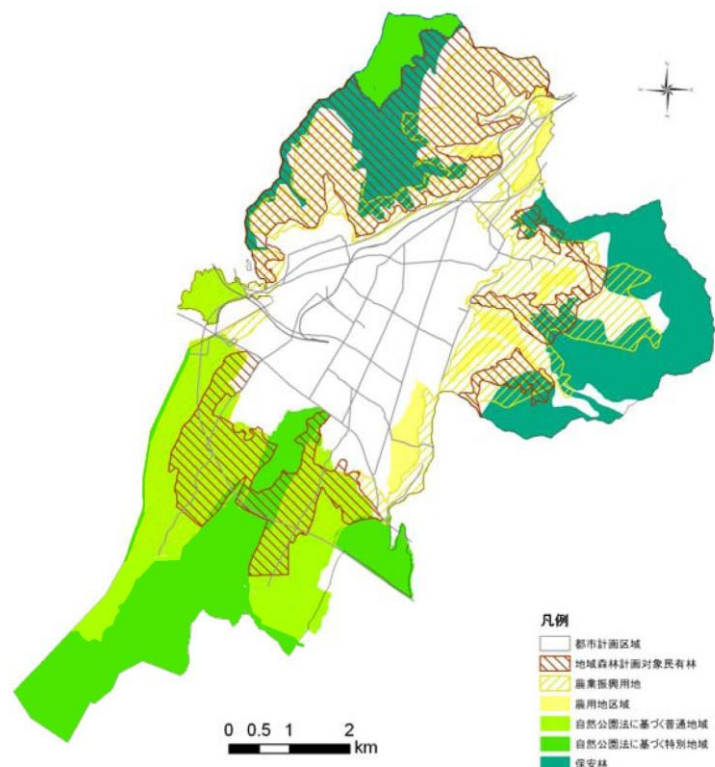 凡例
都市計画区域
地域森林計画対象民有林
農業振興用地
農用地区域
自然公園法に基づく普通地域
自然公園法に基づく特別地域
保安林
0 0.5 1 2
km